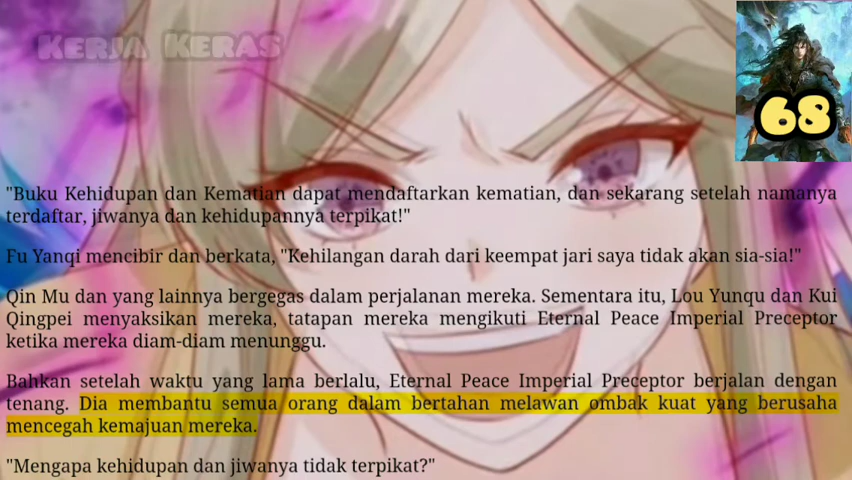 Kerja Keras
68
"Buku Kehidupan dan Kematian dapat mendaftarkan kematian, dan sekarang setelah namanya
terdaftar, jiwanya dan kehidupannya terpikat!"
Fu Yanqi mencibir dan berkata, "Kehilangan darah dari keempat jari saya tidak akan sia-sia!"
Qin Mu dan yang lainnya bergegas dalam perjalanan mereka. Sementara itu, Lou Yunqu dan Kui
Qingpei menyaksikan mereka, tatapan mereka mengikuti Eternal Peace Imperial Preceptor
ketika mereka diam-diam menunggu.
Bahkan setelah waktu yang lama berlalu, Eternal Peace Imperial Preceptor berjalan dengan
tenang. Dia membantu semua orang dalam bertahan melawan ombak kuat yang berusaha
mencegah kemajuan mereka.
"Mengapa kehidupan dan jiwanya tidak terpikat?"